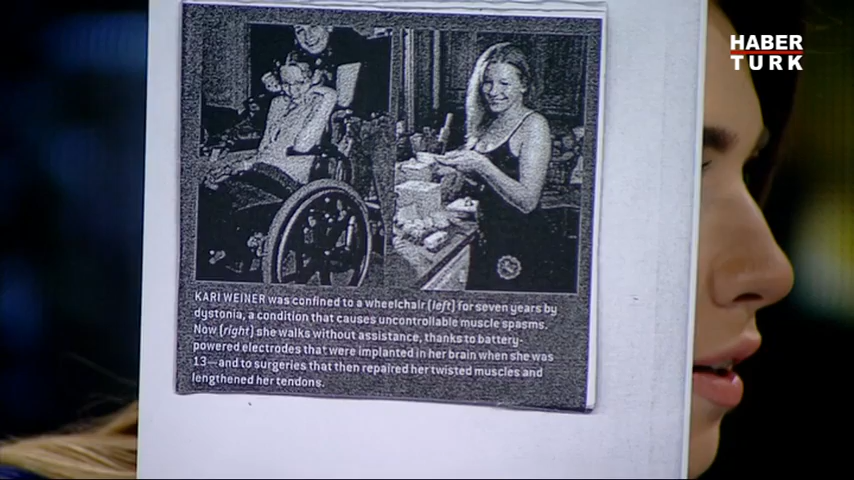 HABER
TURK
KARI WEINER was confined to a wheelchair (left) for seven years by
dystonia, a condition that causes uncontrollable muscle spasms.
Now (right) she walks without assistance, thanks to battery-
powered electrodes that were implanted in her brain when she was
13—and to surgeries that then repaired her twisted muscles and
lengthened her tendons.